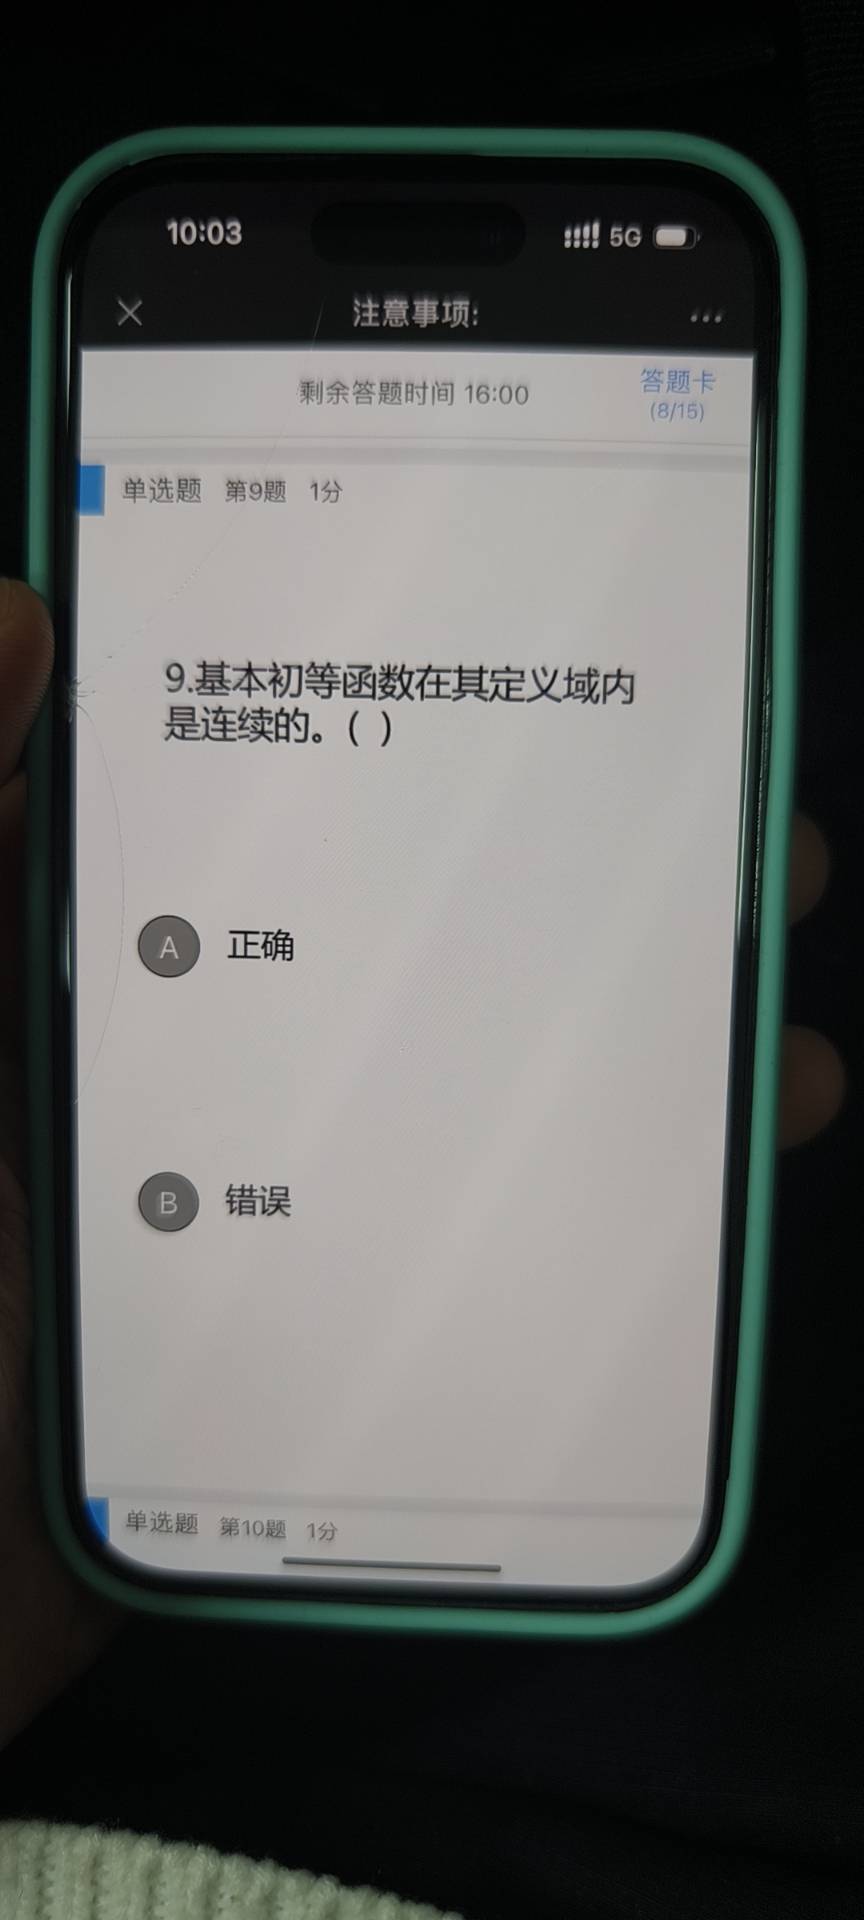 10:03 5G
注意事项:
剩余答题时间 16:00
答题卡
(8/15)
单选题 第9题 1分
9.基本初等函数在其定义域内
是连续的。( )
A 正确
B 错误
单选题 第10题 1分